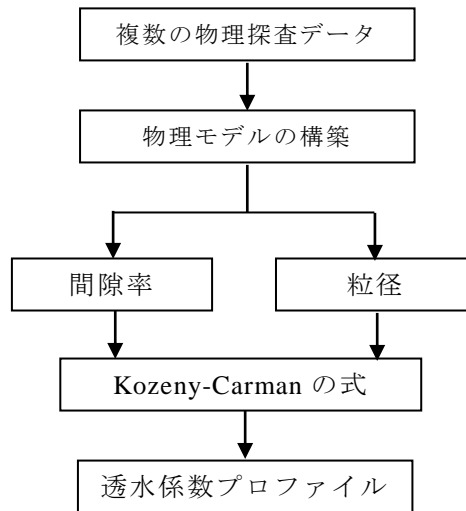 複数の物理探査データ
物理モデルの構築
間隙率
粒径
Kozeny-Carman の式
透水係数プロファイル